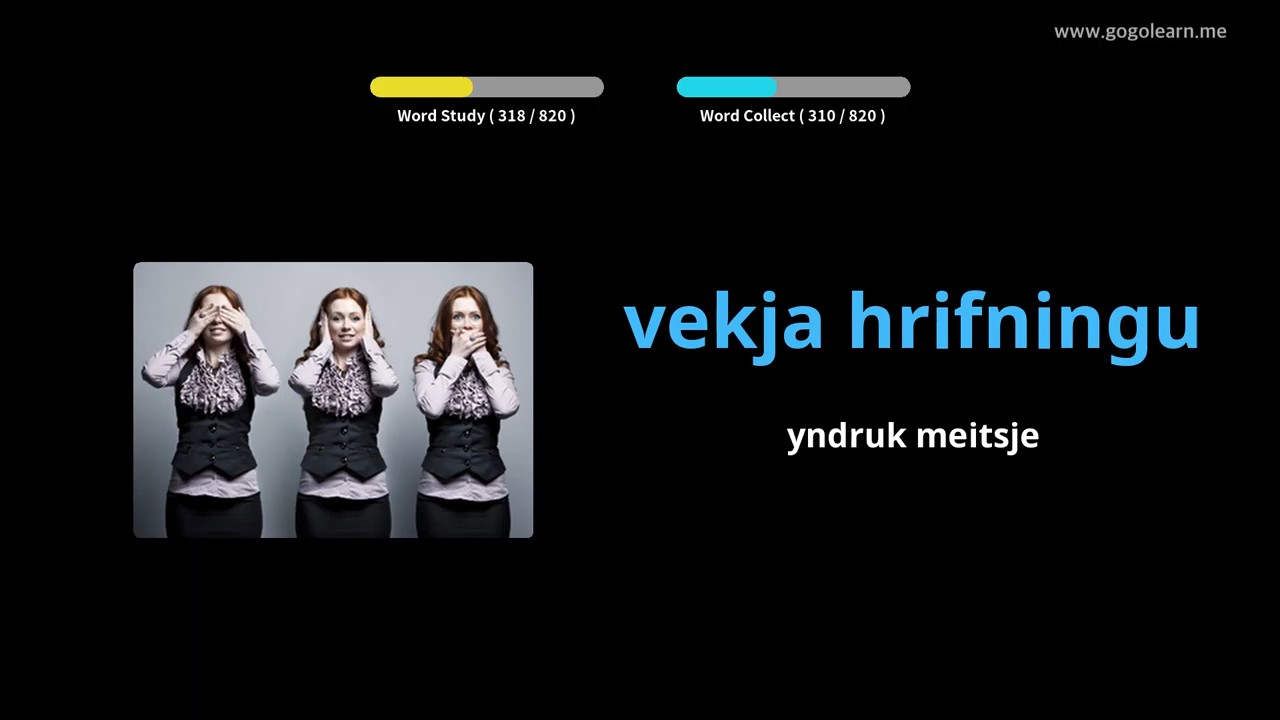 www.gogolearn.me
Word Study ( 318 / 820 )
Word Collect ( 310 / 820 )
vekja hrifningu
yndruk meitsje